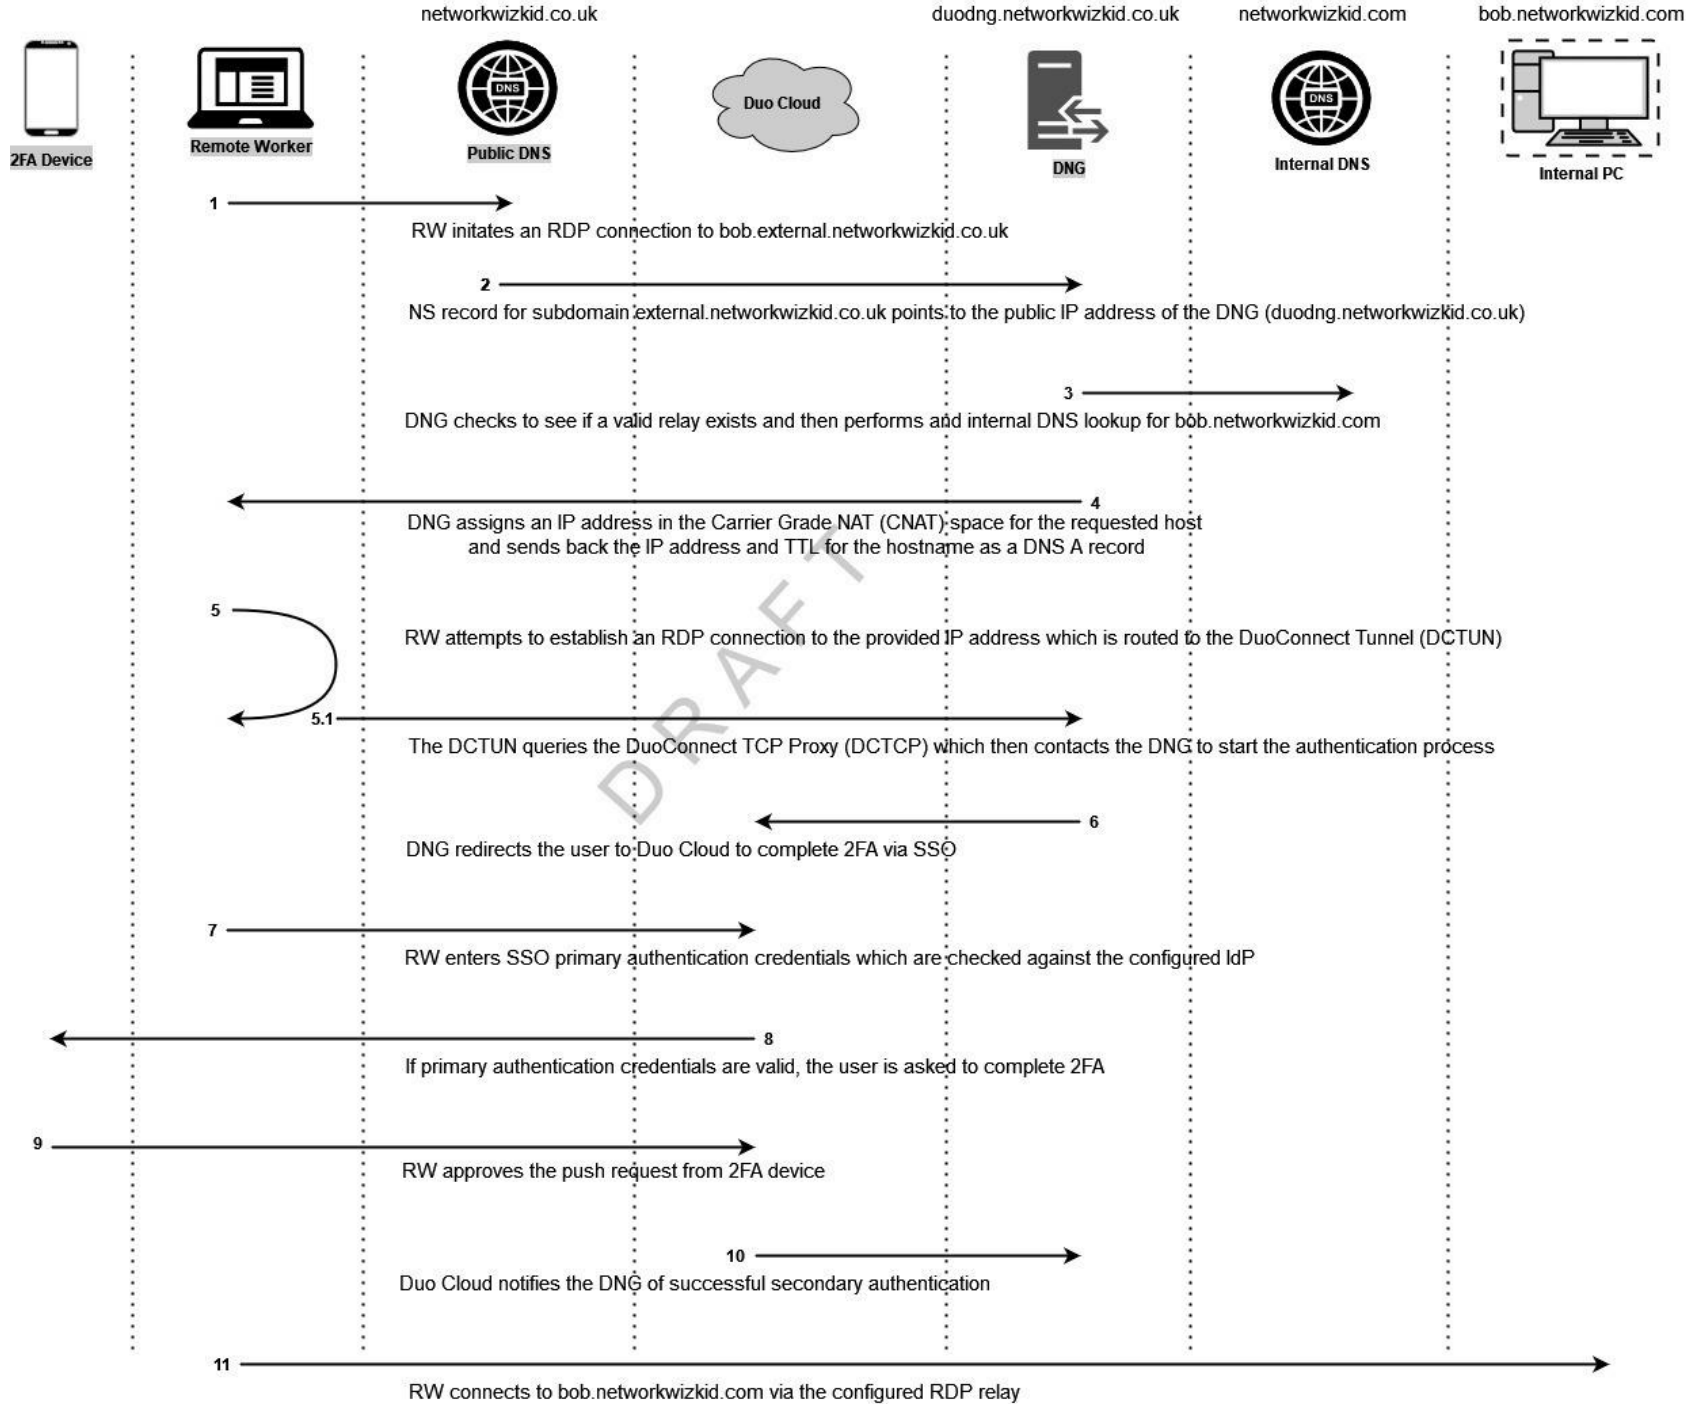 networkwizkid.co.uk
duodng.networkwizkid.co.uk
networkwizkid.com
bob.networkwizkid.com
2FA Device
Remote Worker
DNS
Public DNS
Duo Cloud
DNG
DNS
Internal DNS
Internal PC
1
RW initates an RDP connection to bob.external.networkwizkid.co.uk
2
NS record for subdomain external.networkwizkid.co.uk points to the public IP address of the DNG (duodng.networkwizkid.co.uk)
3
DNG checks to see if a valid relay exists and then performs and internal DNS lookup for bob.networkwizkid.com
4
DNG assigns an IP address in the Carrier Grade NAT (CNAT) space for the requested host
and sends back the IP address and TTL for the hostname as a DNS A record
5
RW attempts to establish an RDP connection to the provided IP address which is routed to the DuoConnect Tunnel (DCTUN)
5.1
The DCTUN queries the DuoConnect TCP Proxy (DCTCP) which then contacts the DNG to start the authentication process
DRAFT
6
DNG redirects the user to Duo Cloud to complete 2FA via SSO
7
RW enters SSO primary authentication credentials which are checked against the configured IdP
8
If primary authentication credentials are valid, the user is asked to complete 2FA
9
RW approves the push request from 2FA device
10
Duo Cloud notifies the DNG of successful secondary authentication
11
RW connects to bob.networkwizkid.com via the configured RDP relay